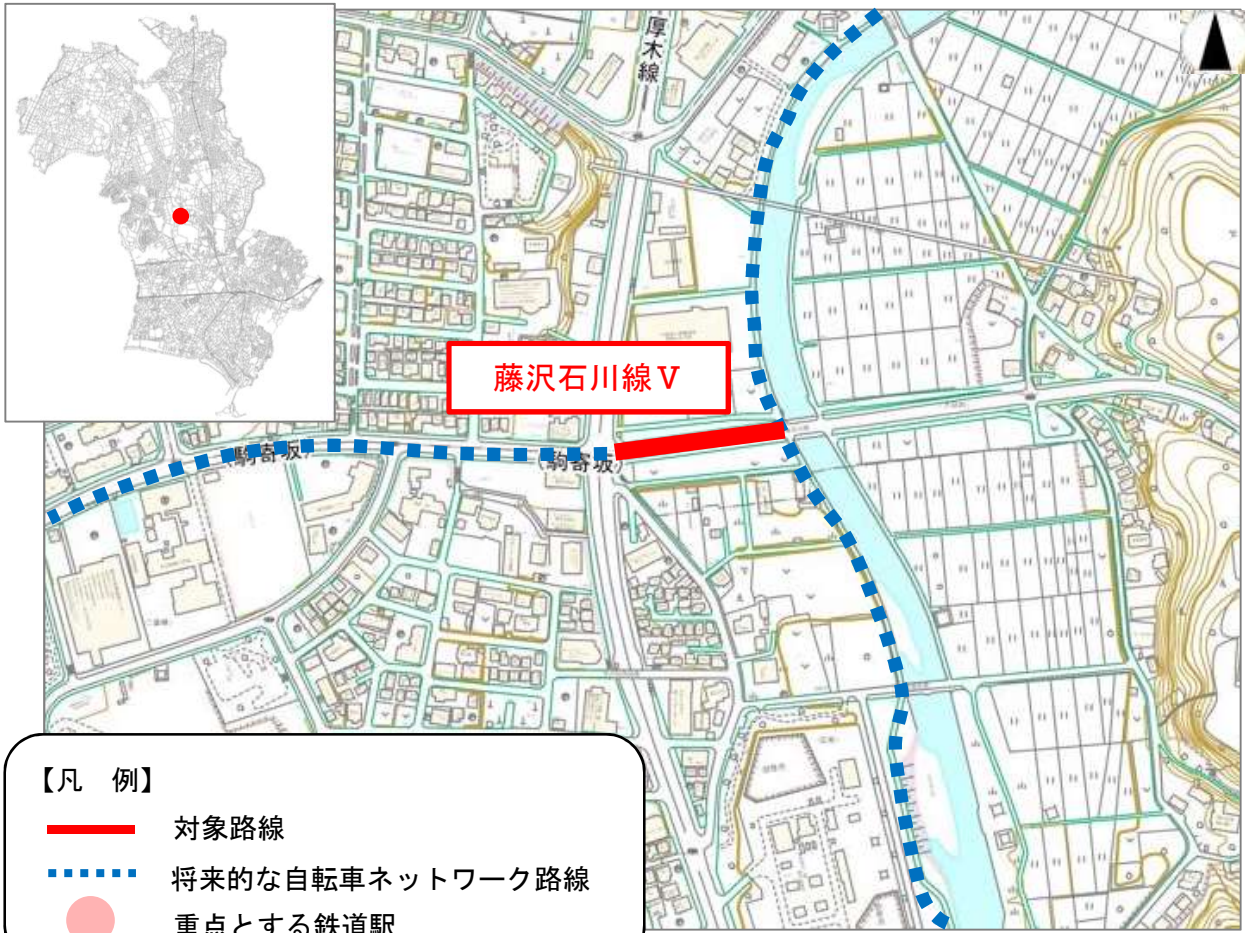 厚木線
藤沢石川線Ⅴ
(駒寄坂)
(駒寄坂)
【凡　例】
対象路線
将来的な自転車ネットワーク路線
重点とする鉄道駅